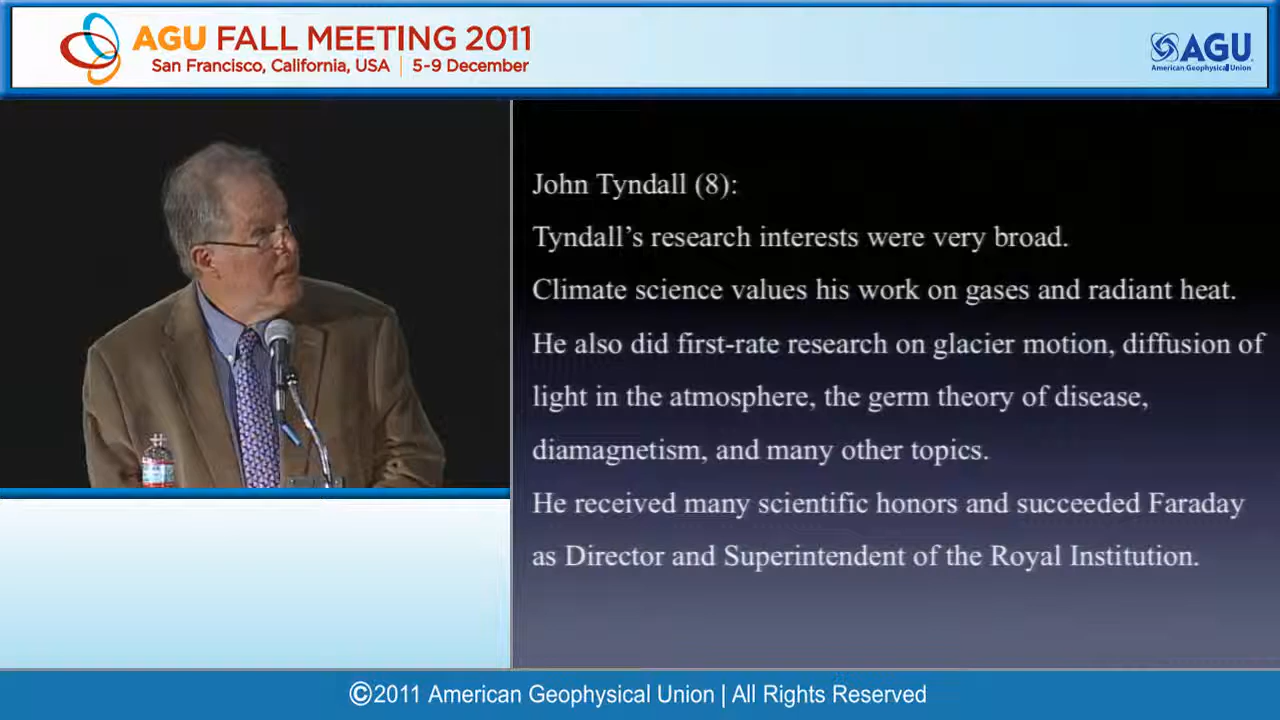 AGU FALL MEETING 2011
San Francisco, California, USA | 5-9 December
AGU
American Geophysical Union
John Tyndall (8):
Tyndall's research interests were very broad.
Climate science values his work on gases and radiant heat.
He also did first-rate research on glacier motion, diffusion of
light in the atmosphere, the germ theory of disease,
diamagnetism, and many other topics.
He received many scientific honors and succeeded Faraday
as Director and Superintendent of the Royal Institution.
©2011 American Geophysical Union | All Rights Reserved